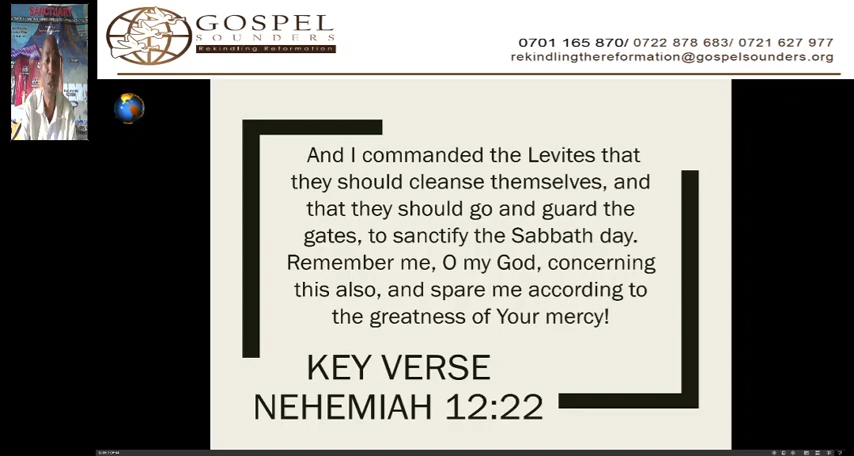 SANCTUARY
GOSPEL
SOUNDERS
Rekindling Reformation
0701 165 870/ 0722 878 683/ 0721 627 977
rekindlingthereformation@gospelsounders.org
And I commanded the Levites that
they should cleanse themselves, and
that they should go and guard the
gates, to sanctify the Sabbath day.
Remember me, O my God, concerning
this also, and spare me according to
the greatness of Your mercy!
KEY VERSE
NEHEMIAH 12:22